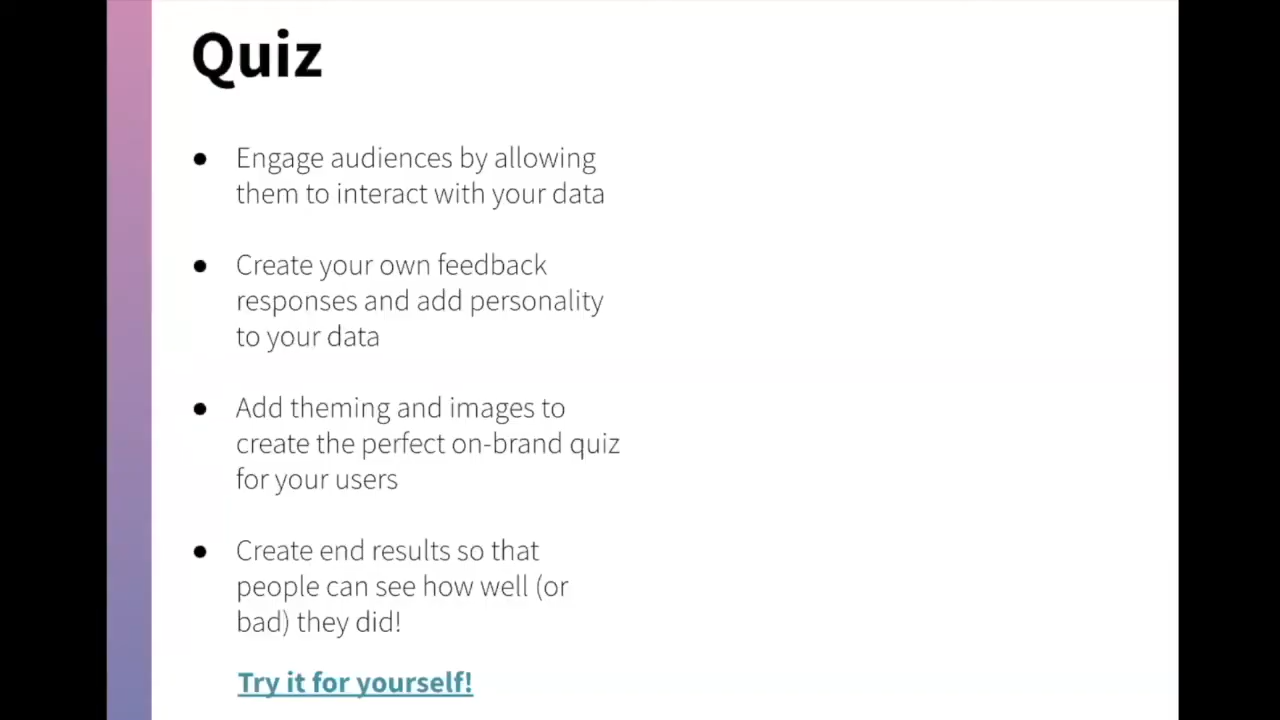 Quiz
● Engage audiences by allowing
them to interact with your data
● Create your own feedback
responses and add personality
to your data
● Add theming and images to
create the perfect on-brand quiz
for your users
● Create end results so that
people can see how well (or
bad) they did!
Try it for yourself!